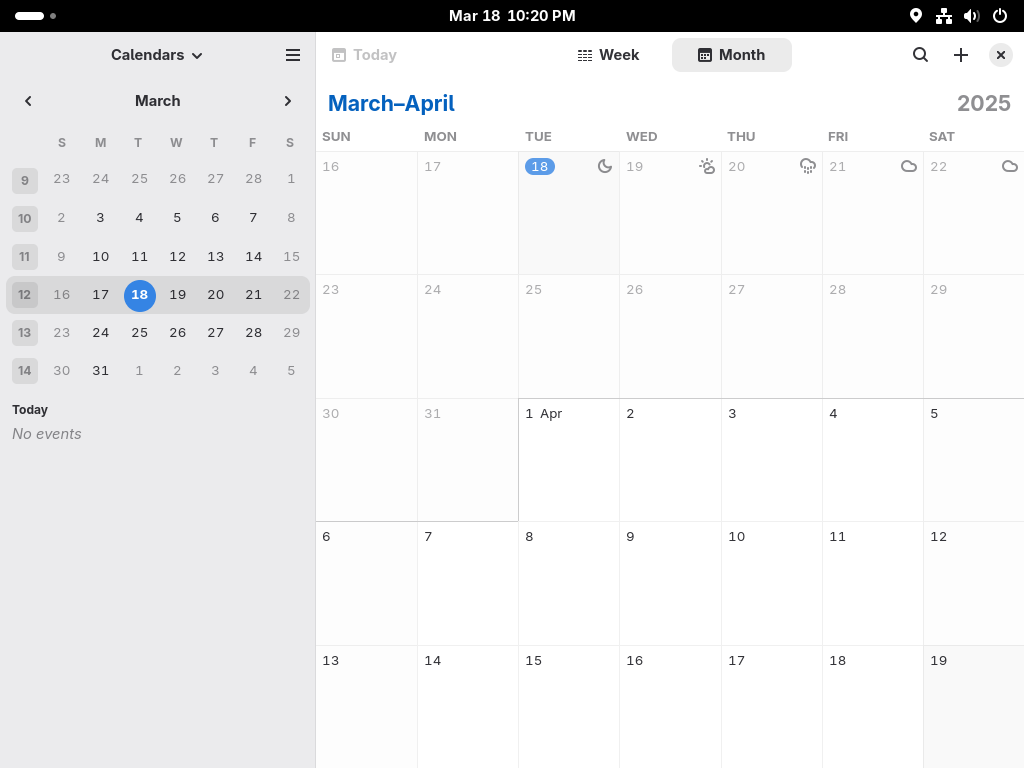 Mar 18 10:20 PM
Calendars
Today
Week
Month
March
S M T W T F S
9 23 24 25 26 27 28 1
10 2 3 4 5 6 7 8
11 9 10 11 12 13 14 15
12 16 17 18 19 20 21 22
13 23 24 25 26 27 28 29
14 30 31 1 2 3 4 5
Today
No events
March–April 2025
SUN MON TUE WED THU FRI SAT
16 17 18 19 20 21 22
23 24 25 26 27 28 29
30 31 1 Apr 2 3 4 5
6 7 8 9 10 11 12
13 14 15 16 17 18 19